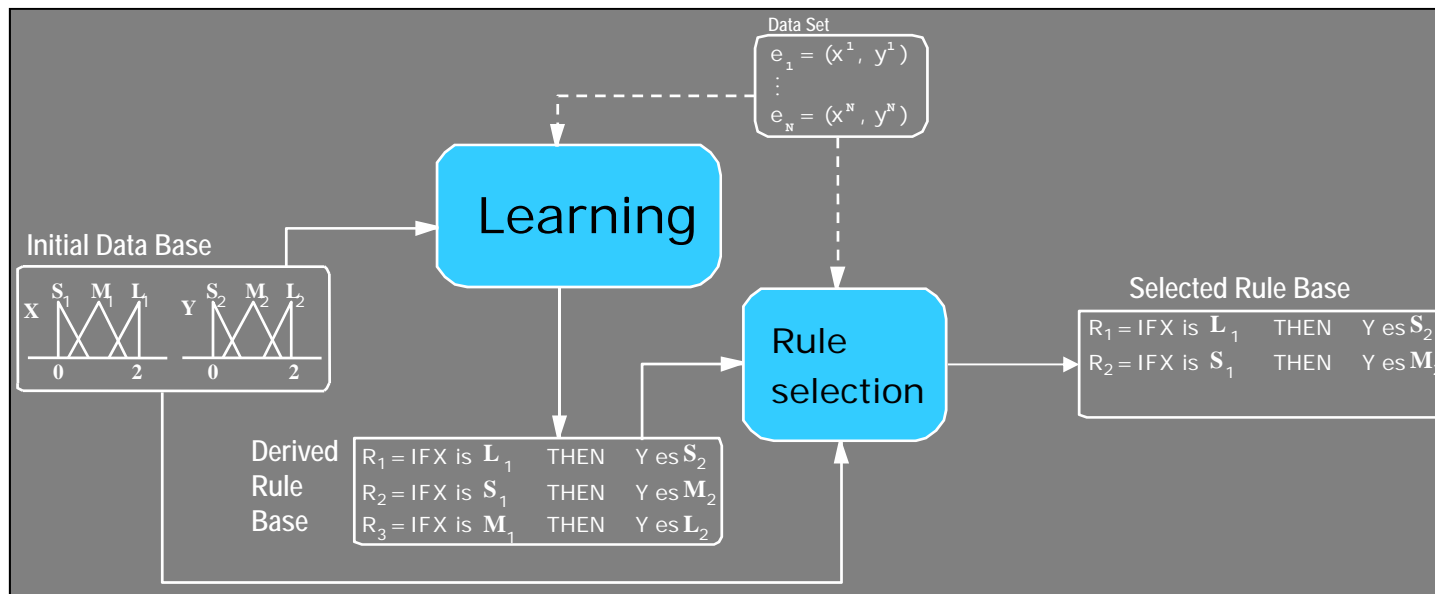 Data Set
e₁ = (x¹, y¹)
⋮
e_N = (x^N, y^N)
Learning
Initial Data Base
X S₁ M₁ L₁ Y S₂ M₂ L₂
0 2 0 2
Rule
selection
Selected Rule Base
R₁ = IFX is L₁ THEN Y es S₂
R₂ = IFX is S₁ THEN Y es M₂
Derived
Rule
Base
R₁ = IFX is L₁ THEN Y es S₂
R₂ = IFX is S₁ THEN Y es M₂
R₃ = IFX is M₁ THEN Y es L₂